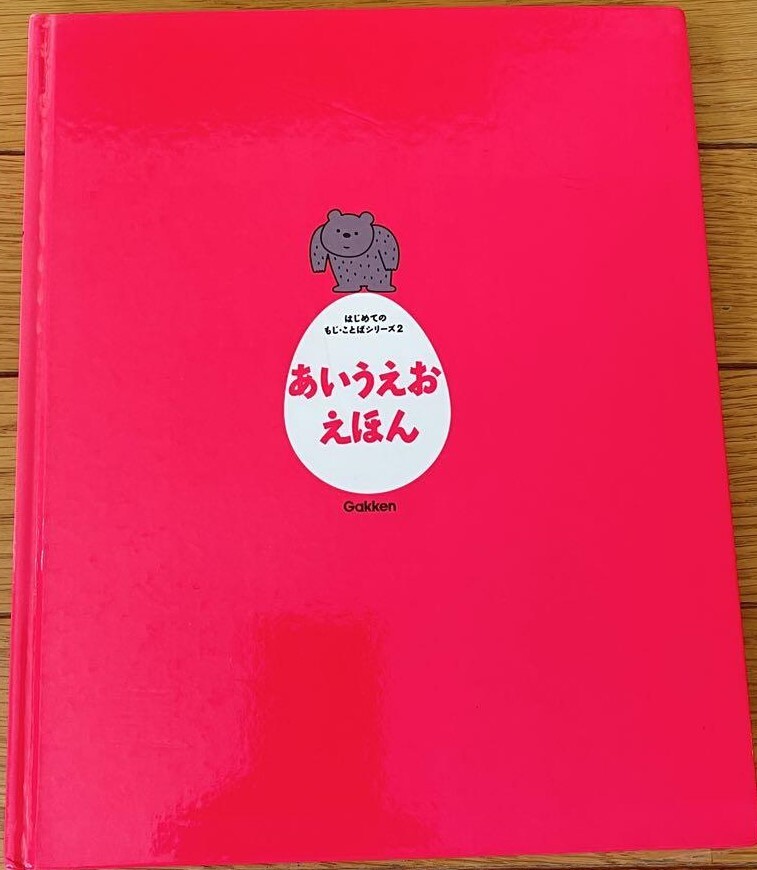 はじめての
もじ・ことばシリーズ2
あいうえお
えほん
Gakken